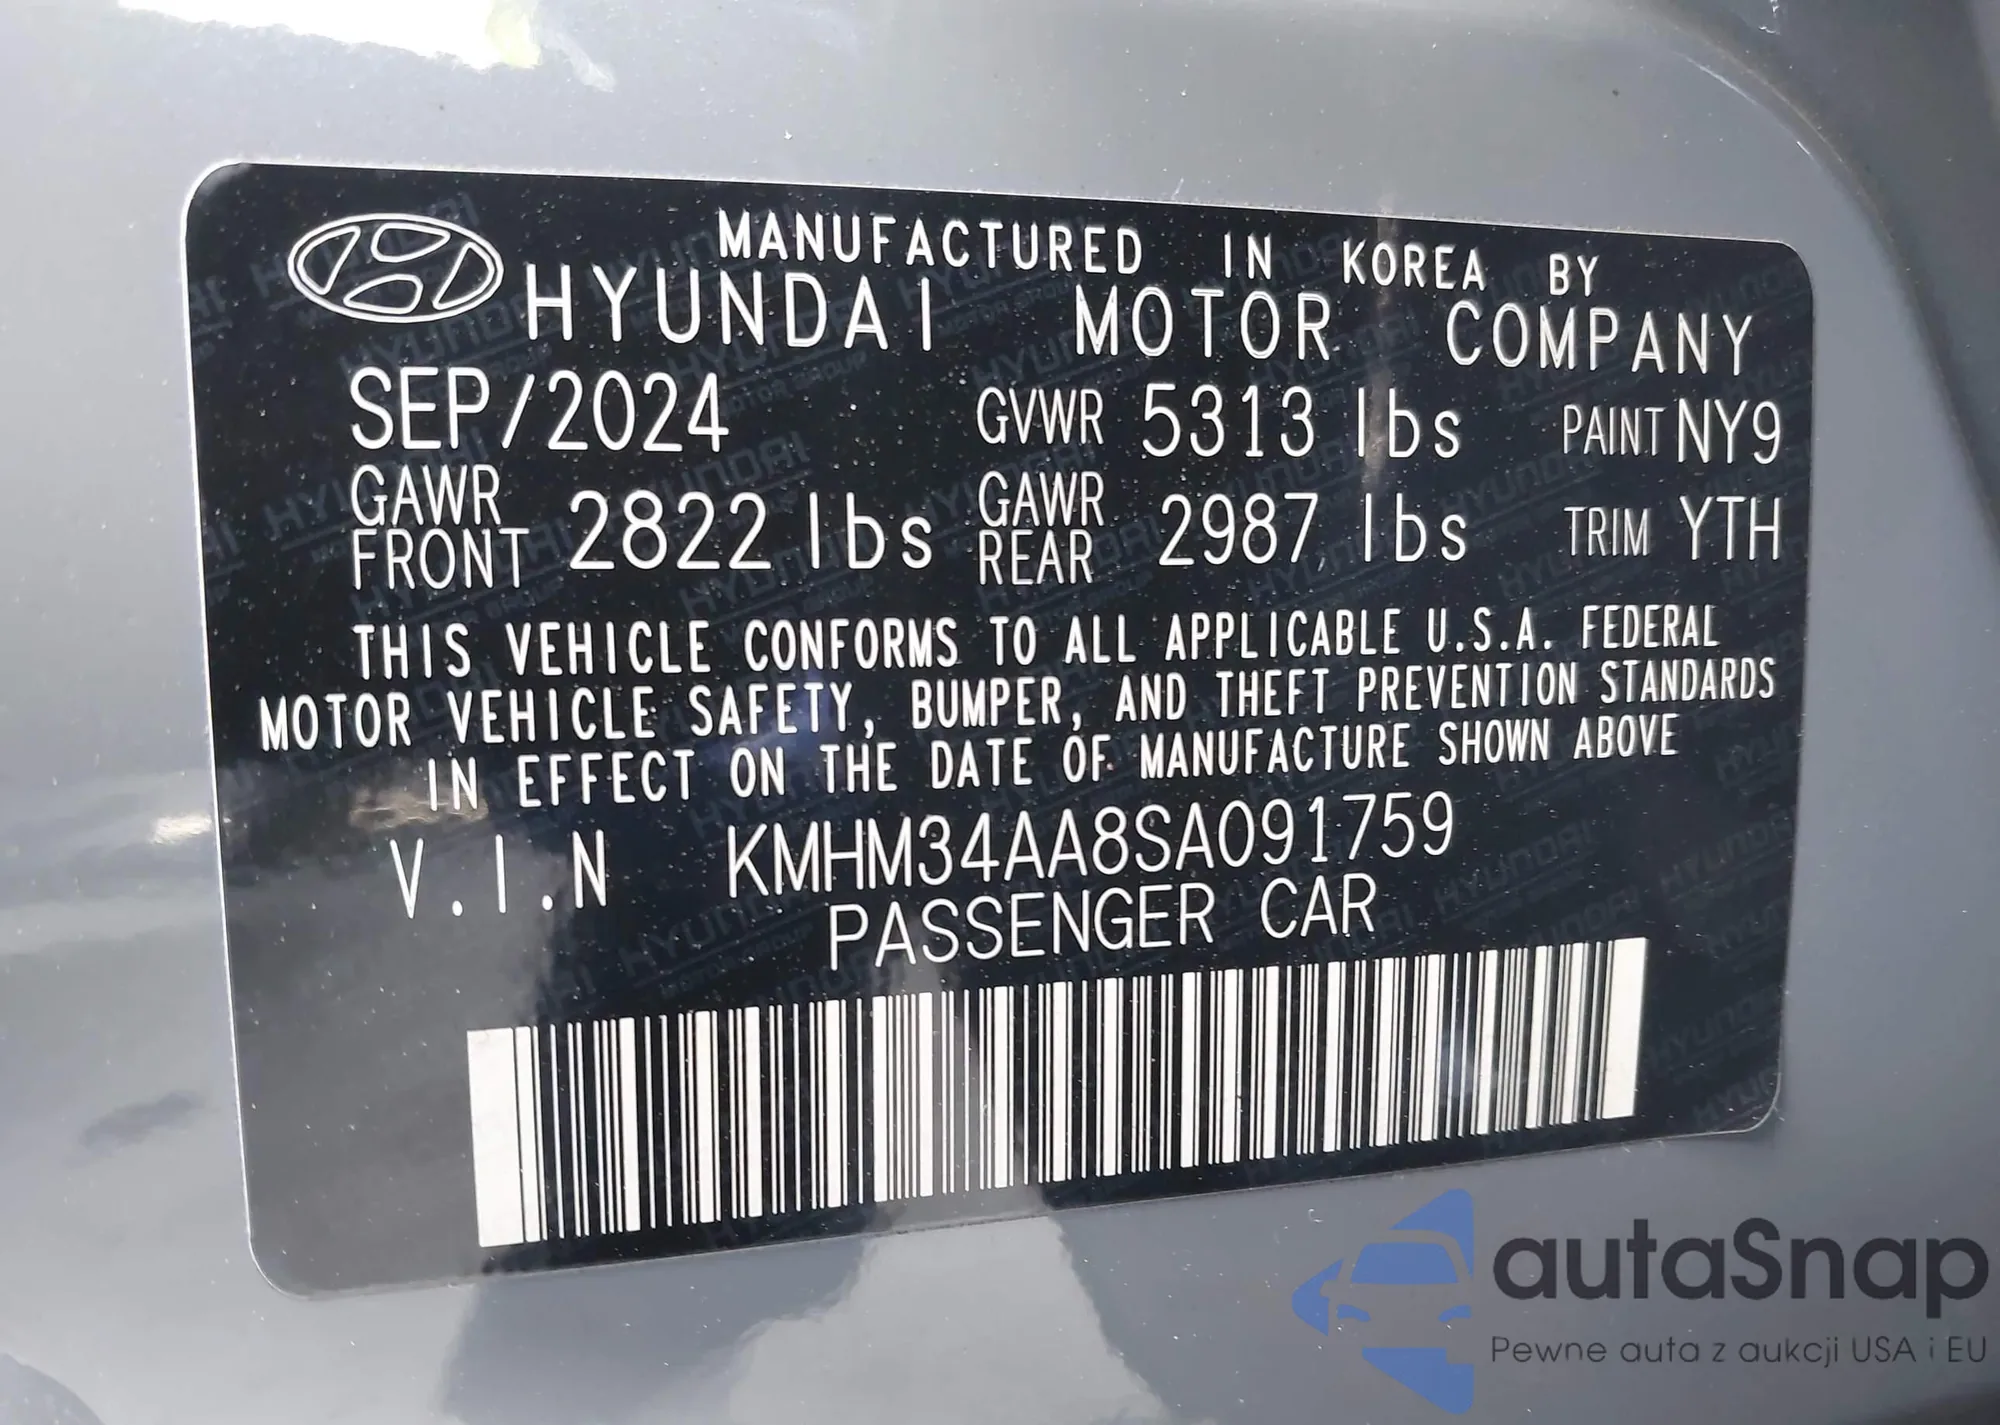 MANUFACTURED IN KOREA BY
HYUNDAI MOTOR COMPANY
SEP/2024 GVWR 5313 lbs PAINT NY9
GAWR FRONT 2822 lbs GAWR REAR 2987 lbs TRIM YTH
THIS VEHICLE CONFORMS TO ALL APPLICABLE U.S.A. FEDERAL
MOTOR VEHICLE SAFETY, BUMPER, AND THEFT PREVENTION STANDARDS
IN EFFECT ON THE DATE OF MANUFACTURE SHOWN ABOVE
V.I.N KMHM34AA8SA091759
PASSENGER CAR
autaSnap
Pewne auta z aukcji USA i EU